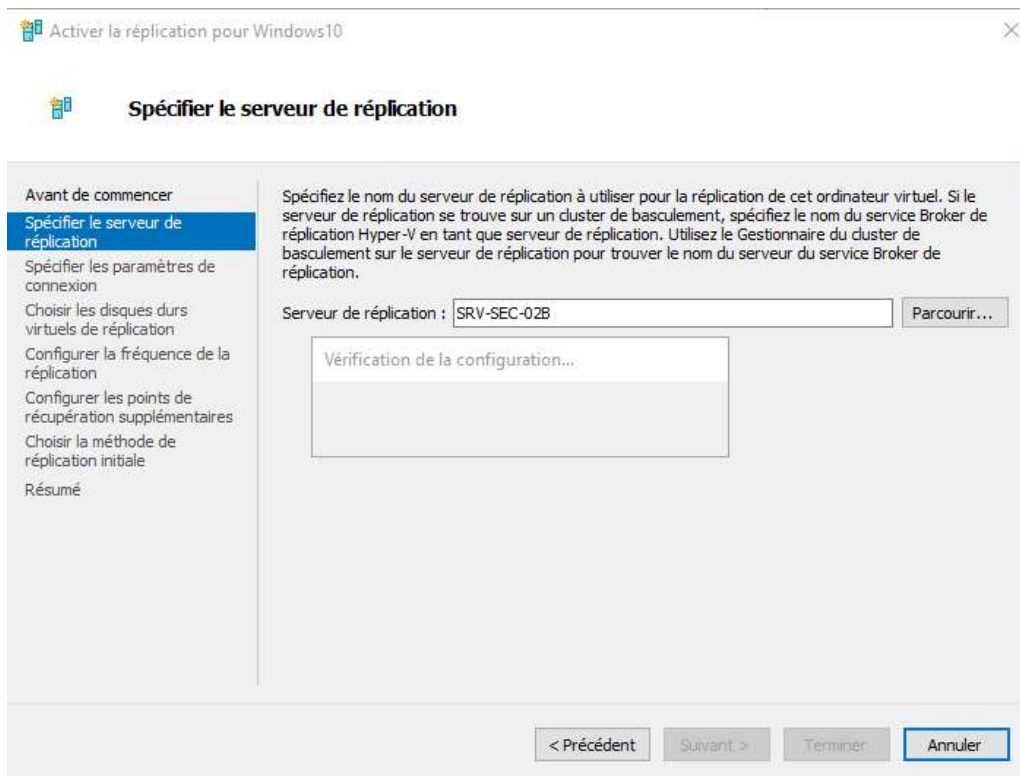 Activer la réplication pour Windows10
Spécifier le serveur de réplication
Avant de commencer
Spécifier le serveur de
réplication
Spécifier les paramètres de
connexion
Choisir les disques durs
virtuels de réplication
Configurer la fréquence de la
réplication
Configurer les points de
récupération supplémentaires
Choisir la méthode de
réplication initiale
Résumé
Spécifiez le nom du serveur de réplication à utiliser pour la réplication de cet ordinateur virtuel. Si le
serveur de réplication se trouve sur un cluster de basculement, spécifiez le nom du service Broker de
réplication Hyper-V en tant que serveur de réplication. Utilisez le Gestionnaire du cluster de
basculement sur le serveur de réplication pour trouver le nom du serveur du service Broker de
réplication.
Serveur de réplication : SRV-SEC-02B Parcourir...
Vérification de la configuration...
< Précédent Suivant > Terminer Annuler